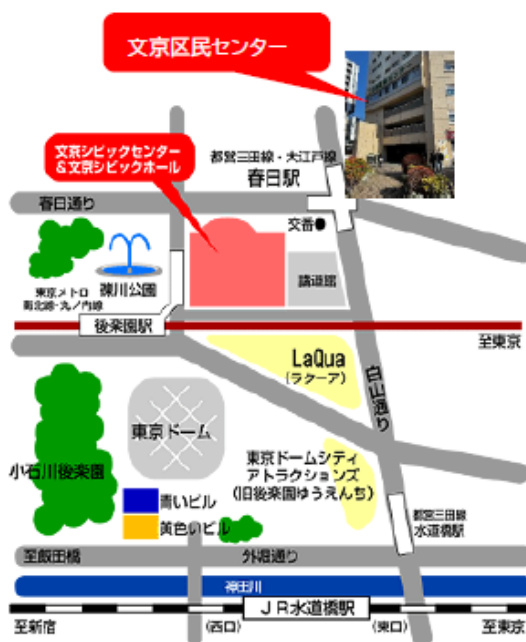 文京区民センター
文京シビックセンター
&文京シビックホール
都営三田線・大江戸線
春日駅
春日通り
交番
講道館
礫川公園
東京メトロ
南北線・丸ノ内線
後楽園駅
至東京
LaQua
(ラクーア)
白山通り
東京ドーム
小石川後楽園
東京ドームシティ
アトラクションズ
(旧後楽園ゆうえんち)
青いビル
黄色いビル
都営三田線
水道橋駅
至飯田橋
外堀通り
神田川
JR水道橋駅
至新宿
(西口)
(東口)
至東京